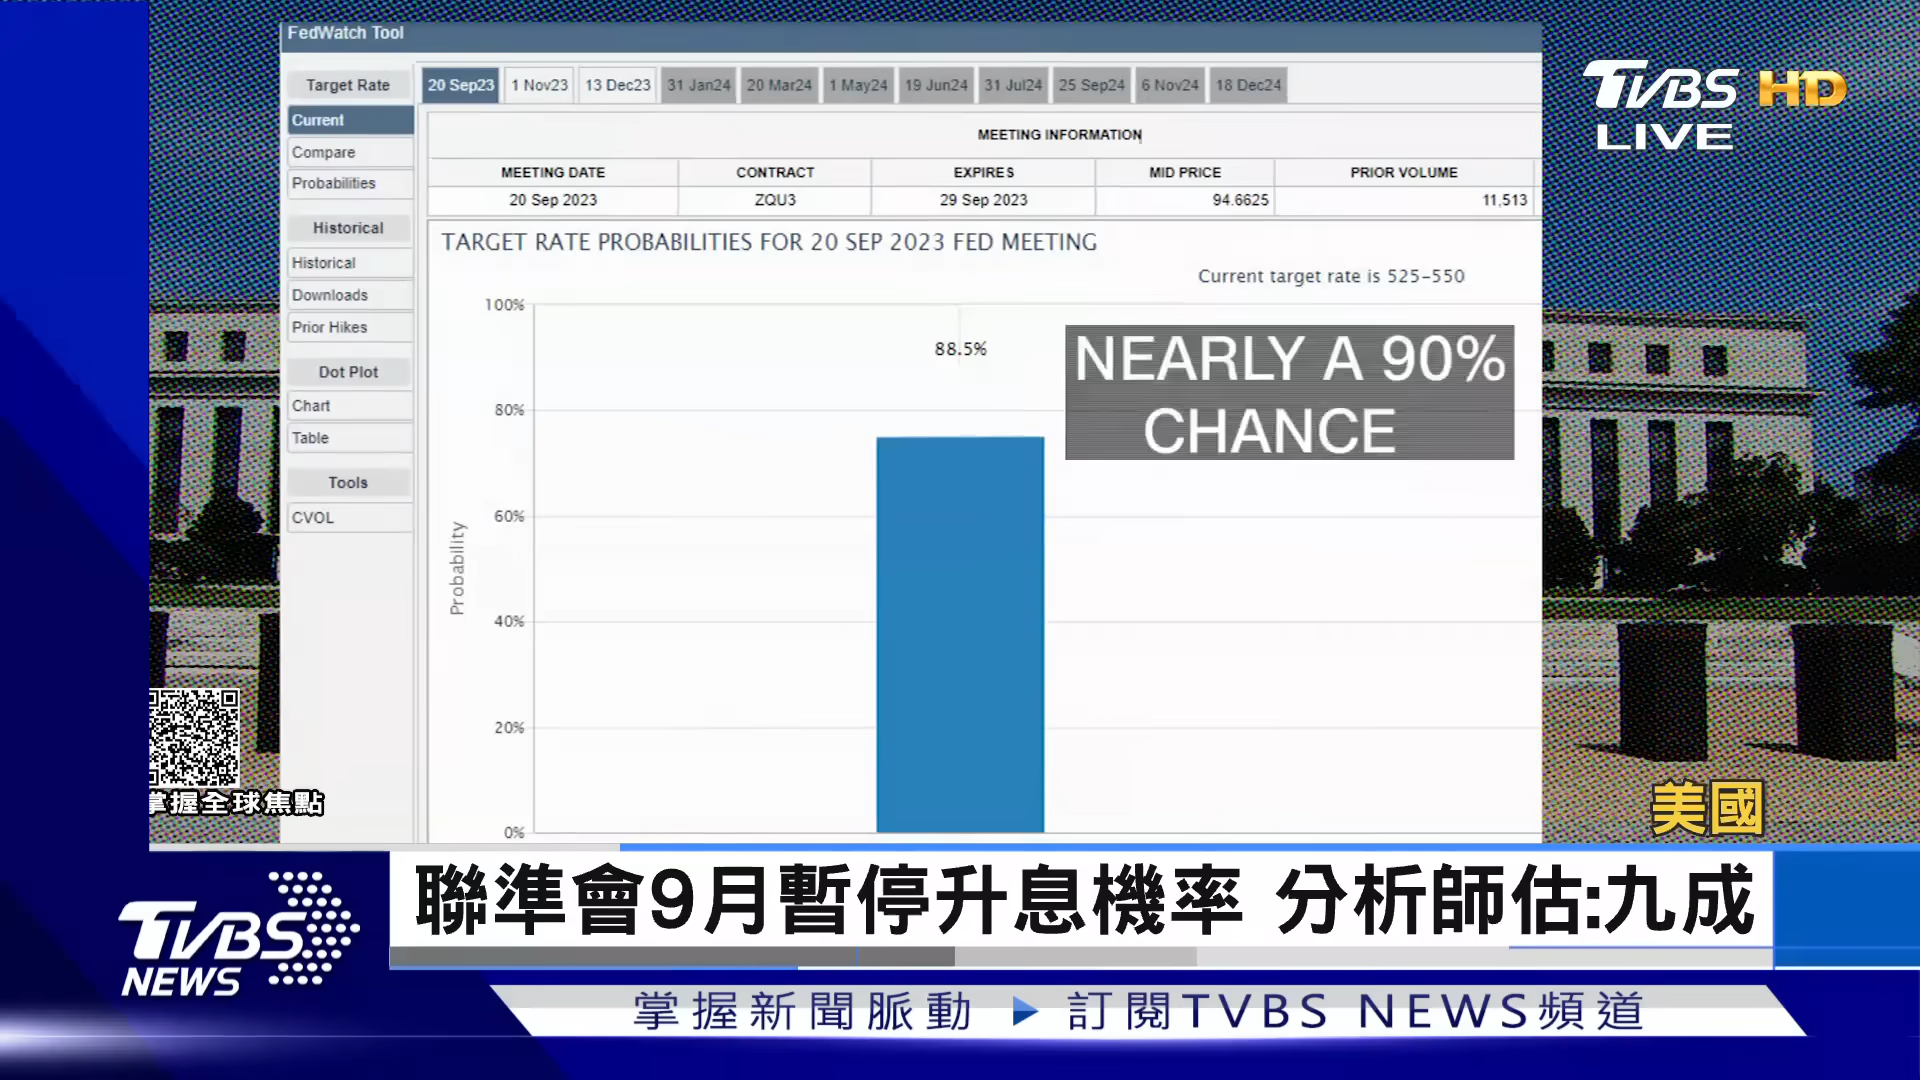 FedWatch Tool
TVBS HD
LIVE
Target Rate
Current
Compare
Probabilities
Historical
Historical
Downloads
Prior Hikes
Dot Plot
Chart
Table
Tools
CVOL
20 Sep23 1 Nov23 13 Dec23 31 Jan24 20 Mar24 1 May24 19 Jun24 31 Jul24 25 Sep24 6 Nov24 18 Dec24
MEETING INFORMATION
MEETING DATE CONTRACT EXPIRES MID PRICE PRIOR VOLUME
20 Sep 2023 ZQU3 29 Sep 2023 94.6625 11,513
TARGET RATE PROBABILITIES FOR 20 SEP 2023 FED MEETING
Current target rate is 525–550
100%
88.5%
NEARLY A 90%
CHANCE
80%
60%
Probability
40%
20%
0%
掌握全球焦點
美國
聯準會9月暫停升息機率 分析師估:九成
TVBS
NEWS
掌握新聞脈動 ▶ 訂閱TVBS NEWS頻道